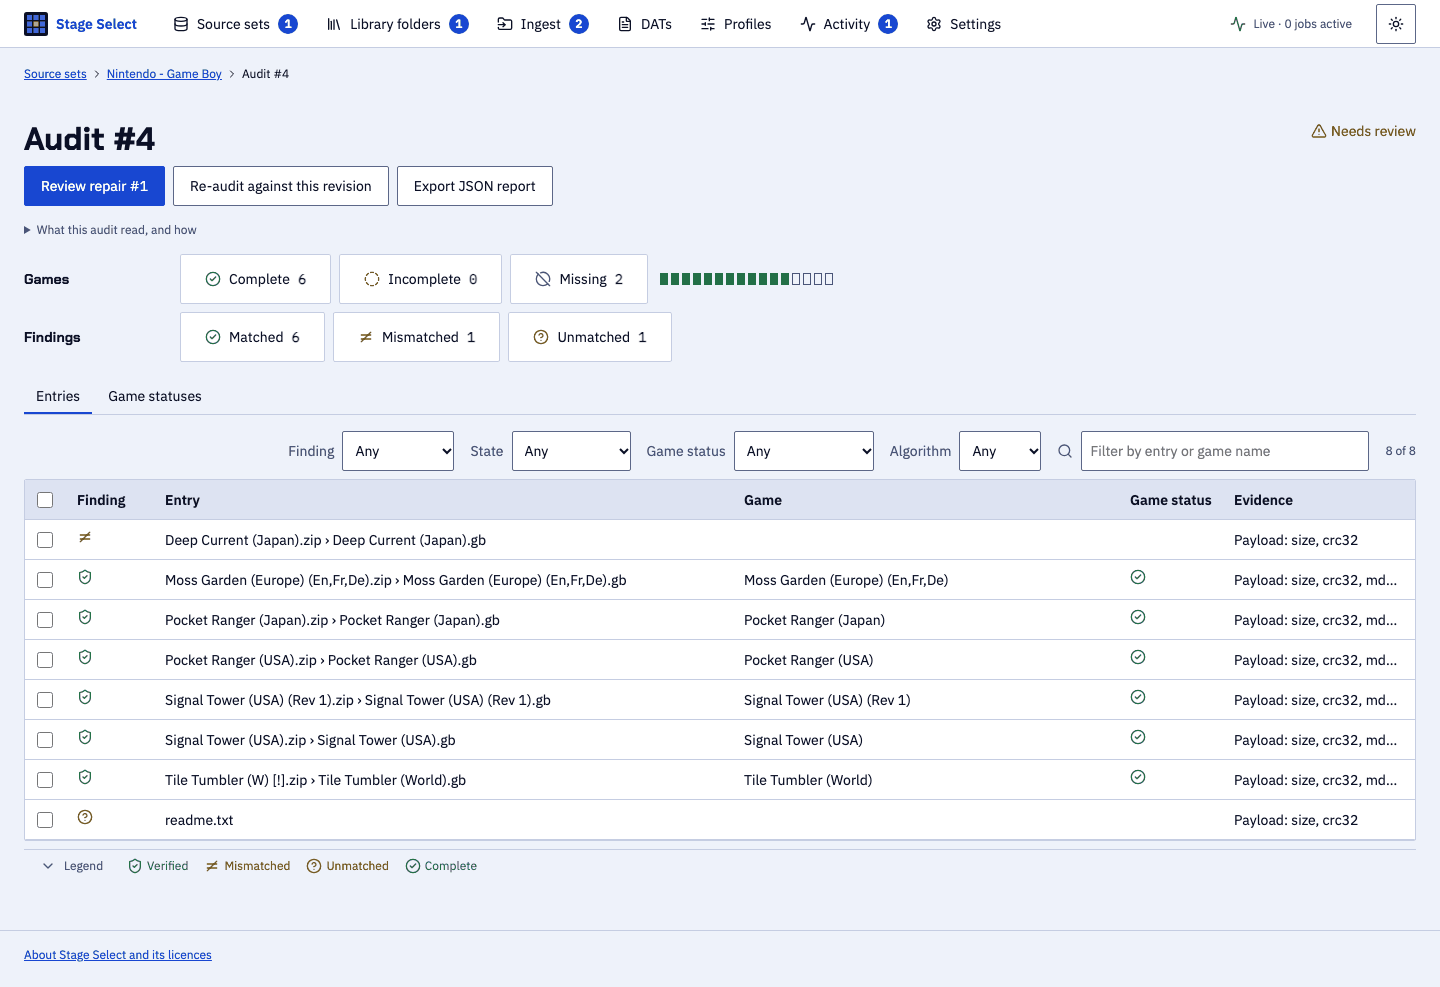 Stage Select Source sets 1 Library folders 1 Ingest 2 DATs Profiles Activity 1 Settings Live · 0 jobs active
Source sets › Nintendo - Game Boy › Audit #4
Audit #4
Needs review
Review repair #1 Re-audit against this revision Export JSON report
What this audit read, and how
Games Complete 6 Incomplete 0 Missing 2
Findings Matched 6 Mismatched 1 Unmatched 1
Entries Game statuses
Finding Any State Any Game status Any Algorithm Any Filter by entry or game name 8 of 8
Finding Entry Game Game status Evidence
Deep Current (Japan).zip › Deep Current (Japan).gb Payload: size, crc32
Moss Garden (Europe) (En,Fr,De).zip › Moss Garden (Europe) (En,Fr,De).gb Moss Garden (Europe) (En,Fr,De) Payload: size, crc32, md...
Pocket Ranger (Japan).zip › Pocket Ranger (Japan).gb Pocket Ranger (Japan) Payload: size, crc32, md...
Pocket Ranger (USA).zip › Pocket Ranger (USA).gb Pocket Ranger (USA) Payload: size, crc32, md...
Signal Tower (USA) (Rev 1).zip › Signal Tower (USA) (Rev 1).gb Signal Tower (USA) (Rev 1) Payload: size, crc32, md...
Signal Tower (USA).zip › Signal Tower (USA).gb Signal Tower (USA) Payload: size, crc32, md...
Tile Tumbler (W) [!].zip › Tile Tumbler (World).gb Tile Tumbler (World) Payload: size, crc32, md...
readme.txt Payload: size, crc32
Legend Verified Mismatched Unmatched Complete
About Stage Select and its licences